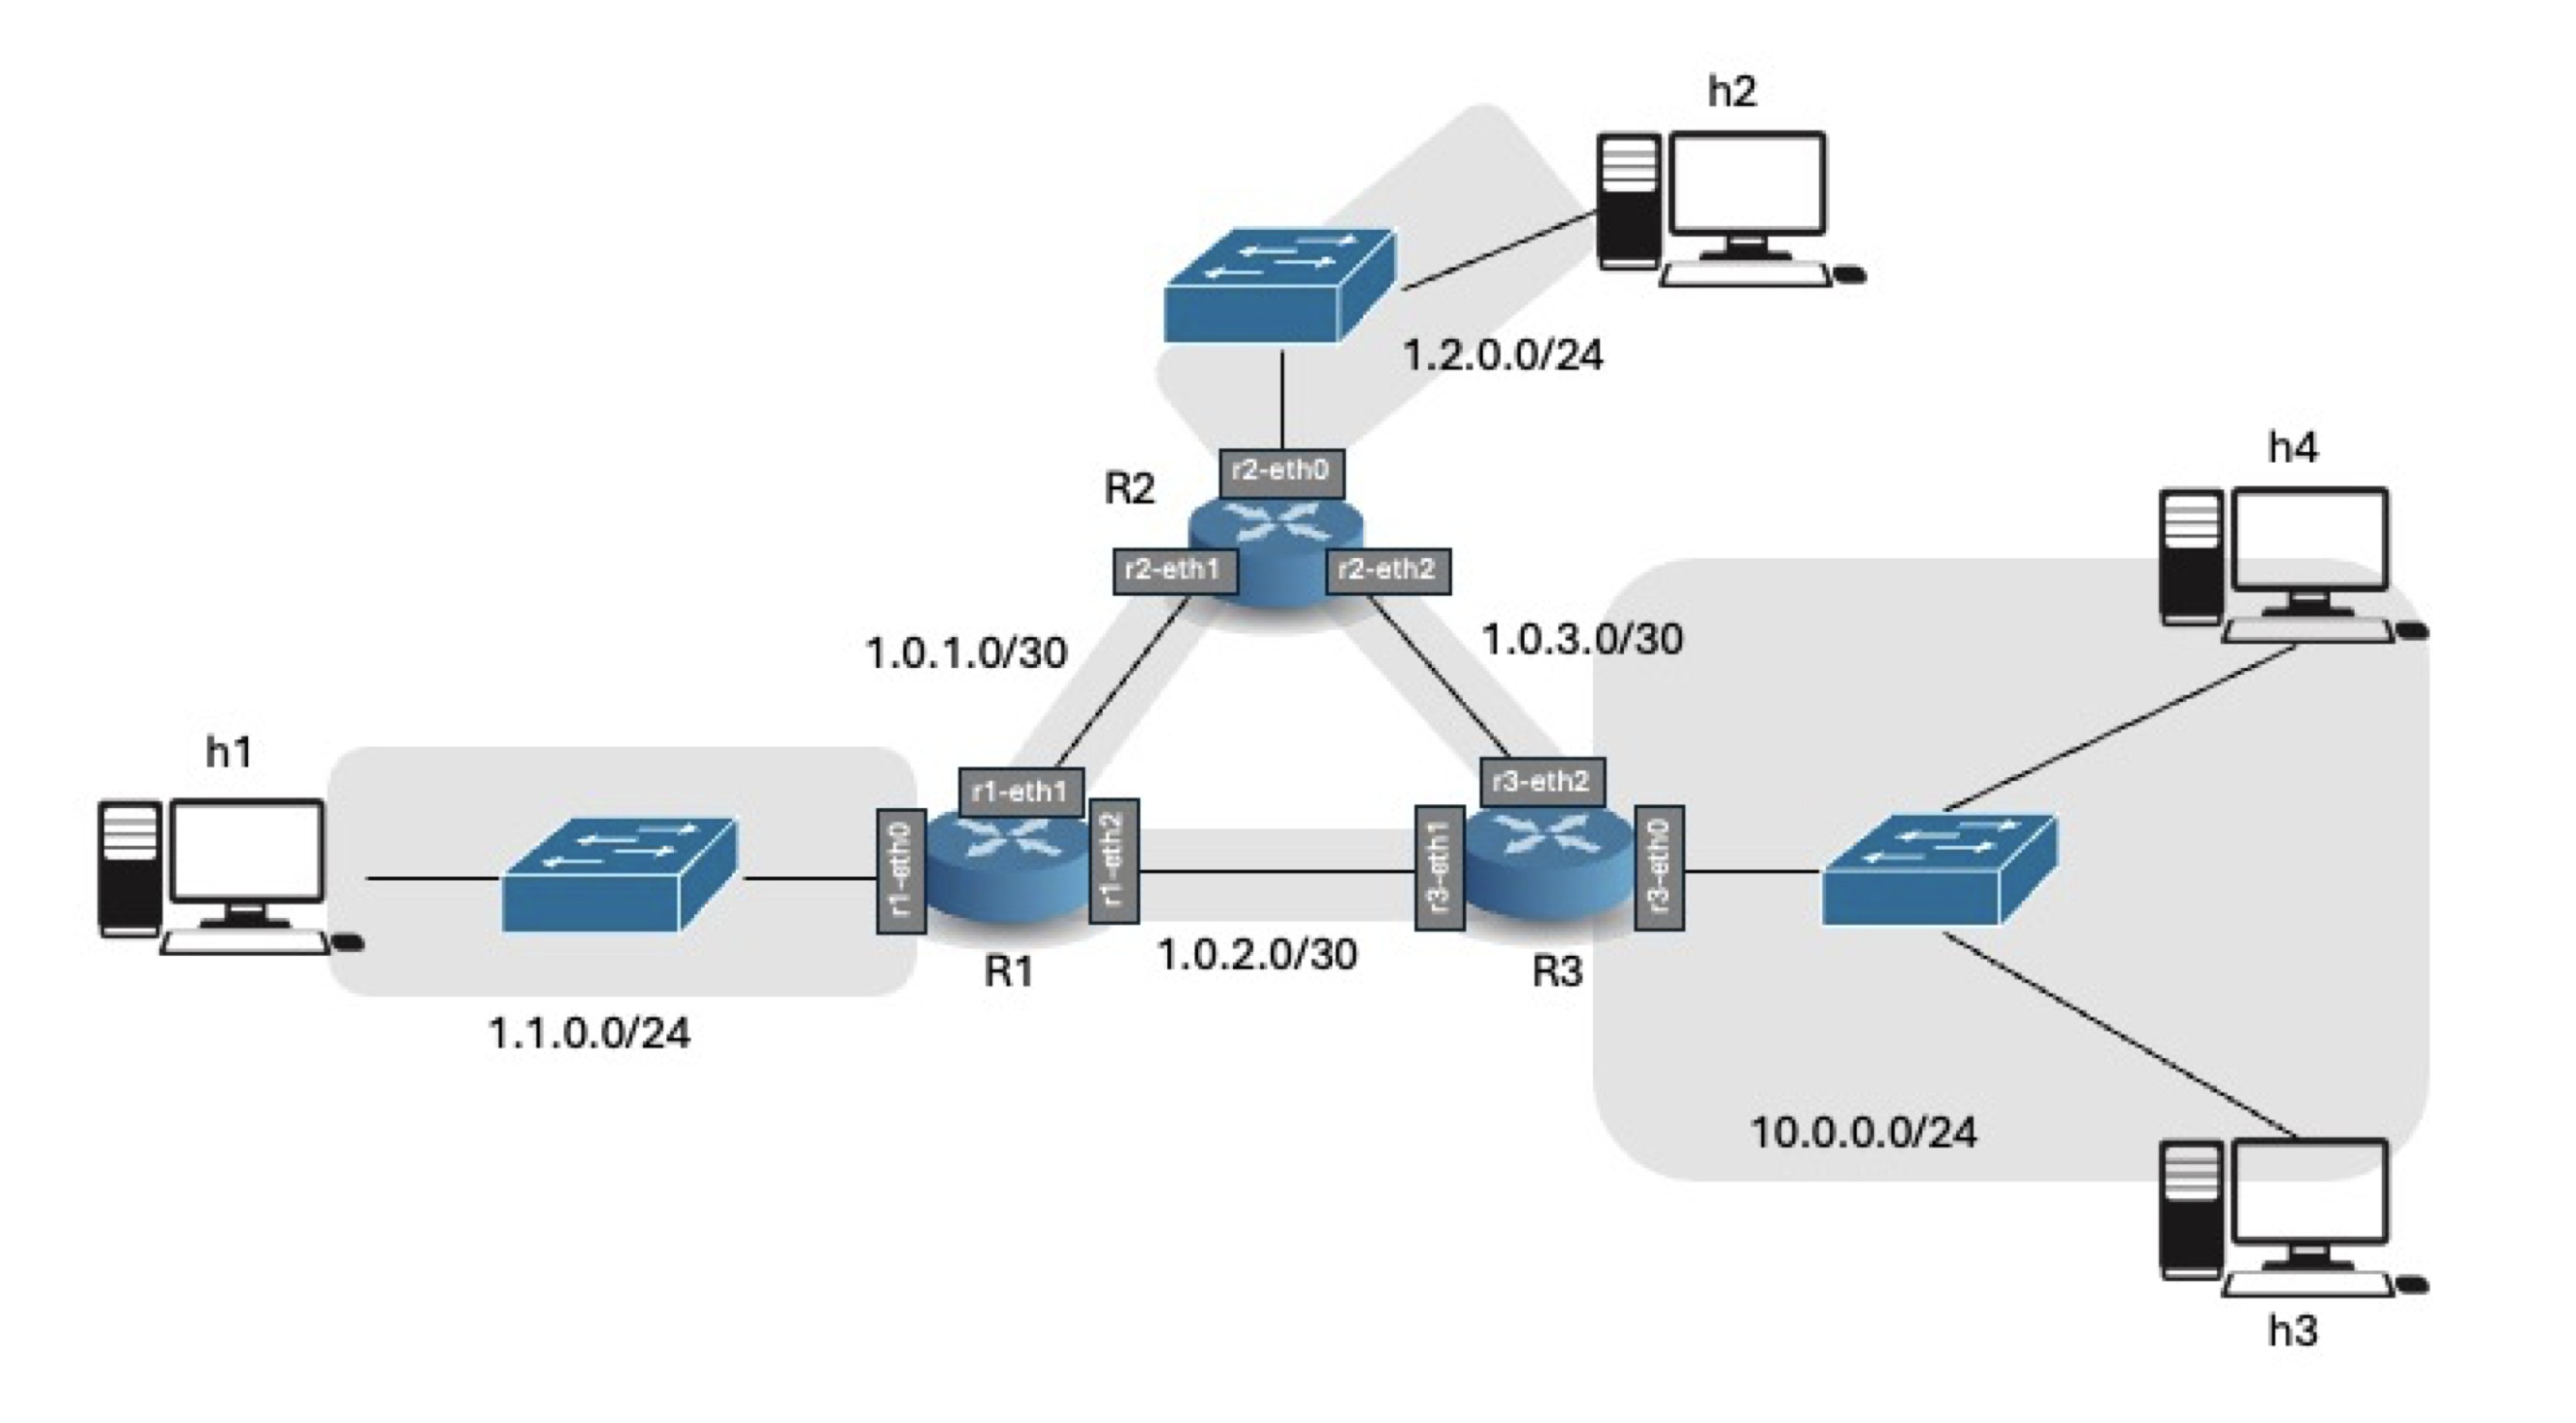 h2
1.2.0.0/24
r2-eth0
R2
h4
r2-eth1
r2-eth2
1.0.1.0/30
1.0.3.0/30
h1
r1-eth1
r3-eth2
r1-eth0
r1-eth2
r3-eth1
r3-eth0
R1
1.0.2.0/30
R3
1.1.0.0/24
10.0.0.0/24
h3